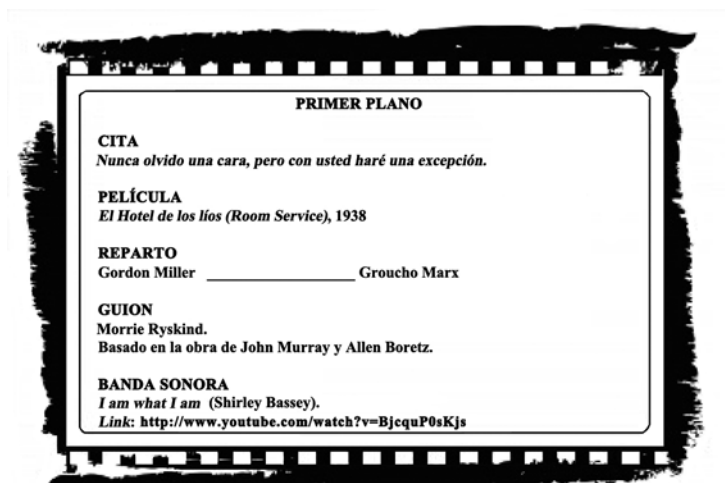 PRIMER PLANO
CITA
Nunca olvido una cara, pero con usted haré una excepción.
PELÍCULA
El Hotel de los líos (Room Service), 1938
REPARTO
Gordon Miller ____________________ Groucho Marx
GUION
Morrie Ryskind.
Basado en la obra de John Murray y Allen Boretz.
BANDA SONORA
I am what I am (Shirley Bassey).
Link: http://www.youtube.com/watch?v=BjcquP0sKjs